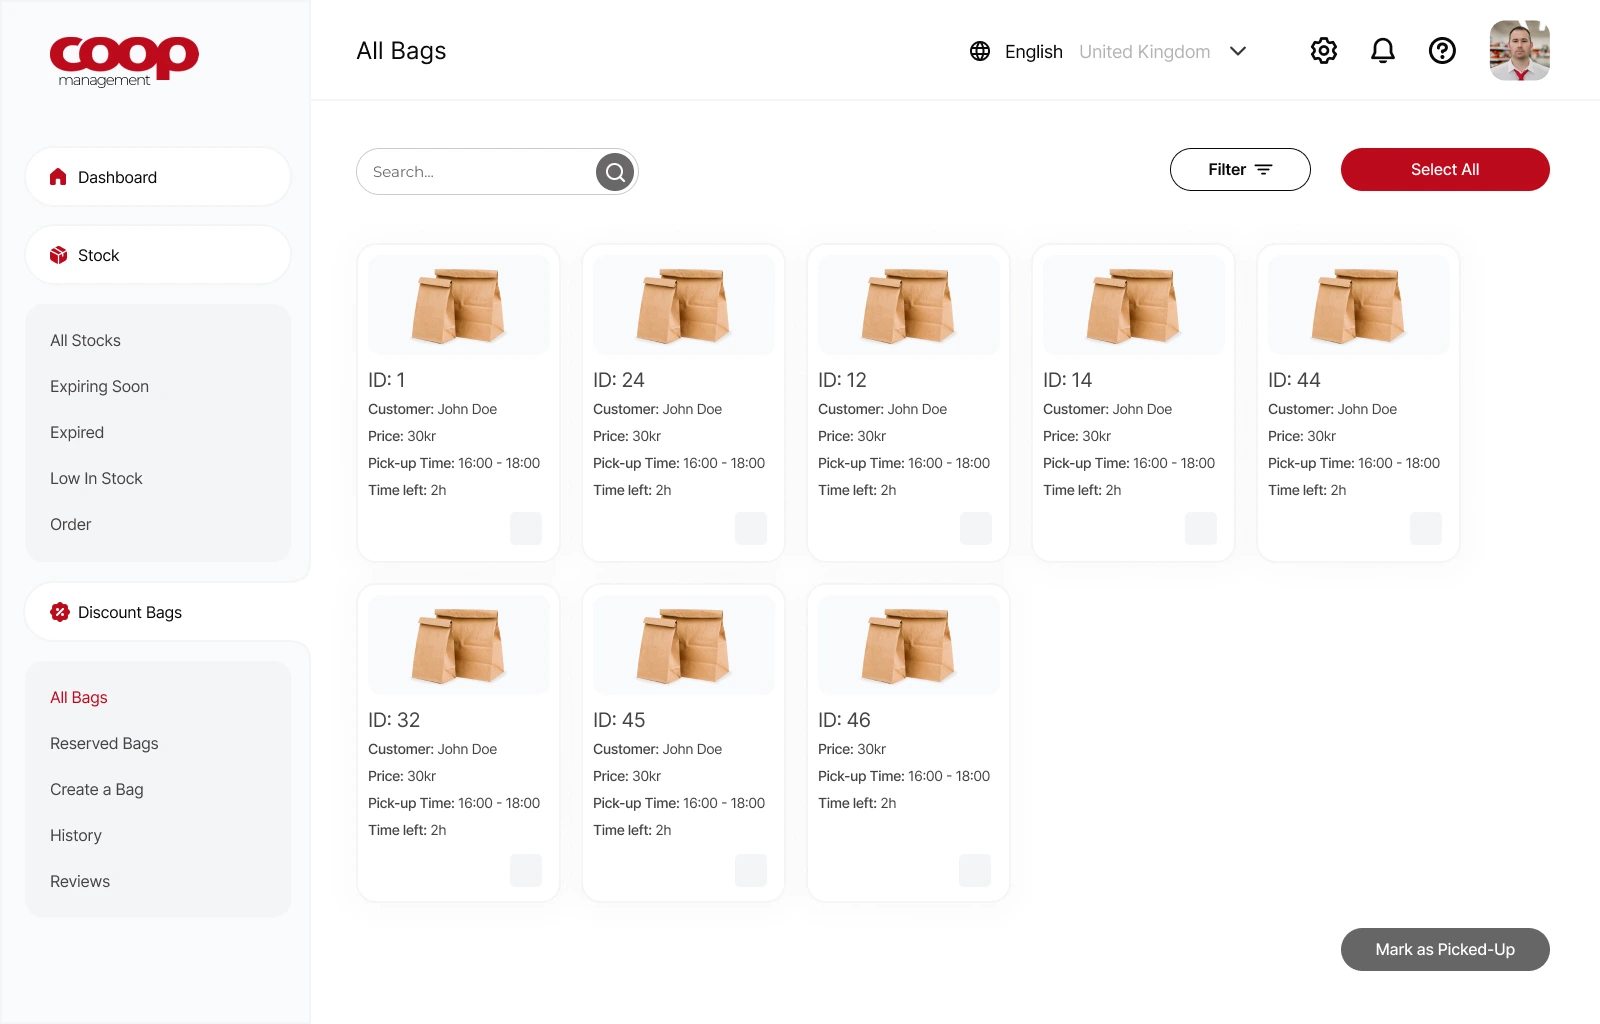 coop
management
All Bags
English United Kingdom
Dashboard
Search...
Filter
Select All
Stock
All Stocks
Expiring Soon
Expired
Low In Stock
Order
Discount Bags
All Bags
Reserved Bags
Create a Bag
History
Reviews
ID: 1
Customer: John Doe
Price: 30kr
Pick-up Time: 16:00 - 18:00
Time left: 2h
ID: 24
Customer: John Doe
Price: 30kr
Pick-up Time: 16:00 - 18:00
Time left: 2h
ID: 12
Customer: John Doe
Price: 30kr
Pick-up Time: 16:00 - 18:00
Time left: 2h
ID: 14
Customer: John Doe
Price: 30kr
Pick-up Time: 16:00 - 18:00
Time left: 2h
ID: 44
Customer: John Doe
Price: 30kr
Pick-up Time: 16:00 - 18:00
Time left: 2h
ID: 32
Customer: John Doe
Price: 30kr
Pick-up Time: 16:00 - 18:00
Time left: 2h
ID: 45
Customer: John Doe
Price: 30kr
Pick-up Time: 16:00 - 18:00
Time left: 2h
ID: 46
Price: 30kr
Pick-up Time: 16:00 - 18:00
Time left: 2h
Mark as Picked-Up